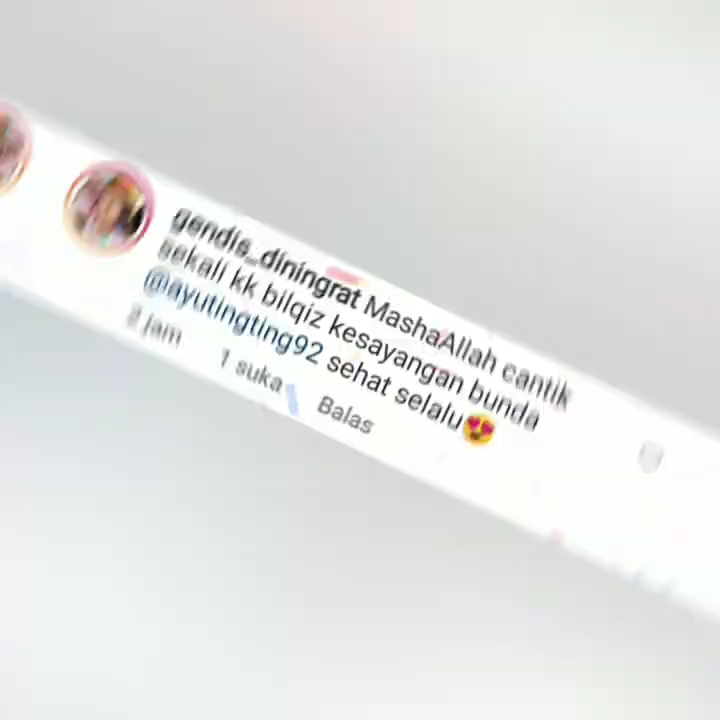 gendis_diningrat MashaAllah cantik
sekali kk bilqiz kesayangan bunda
@ayutingting92 sehat selalu😍
2 jam 1 suka Balas